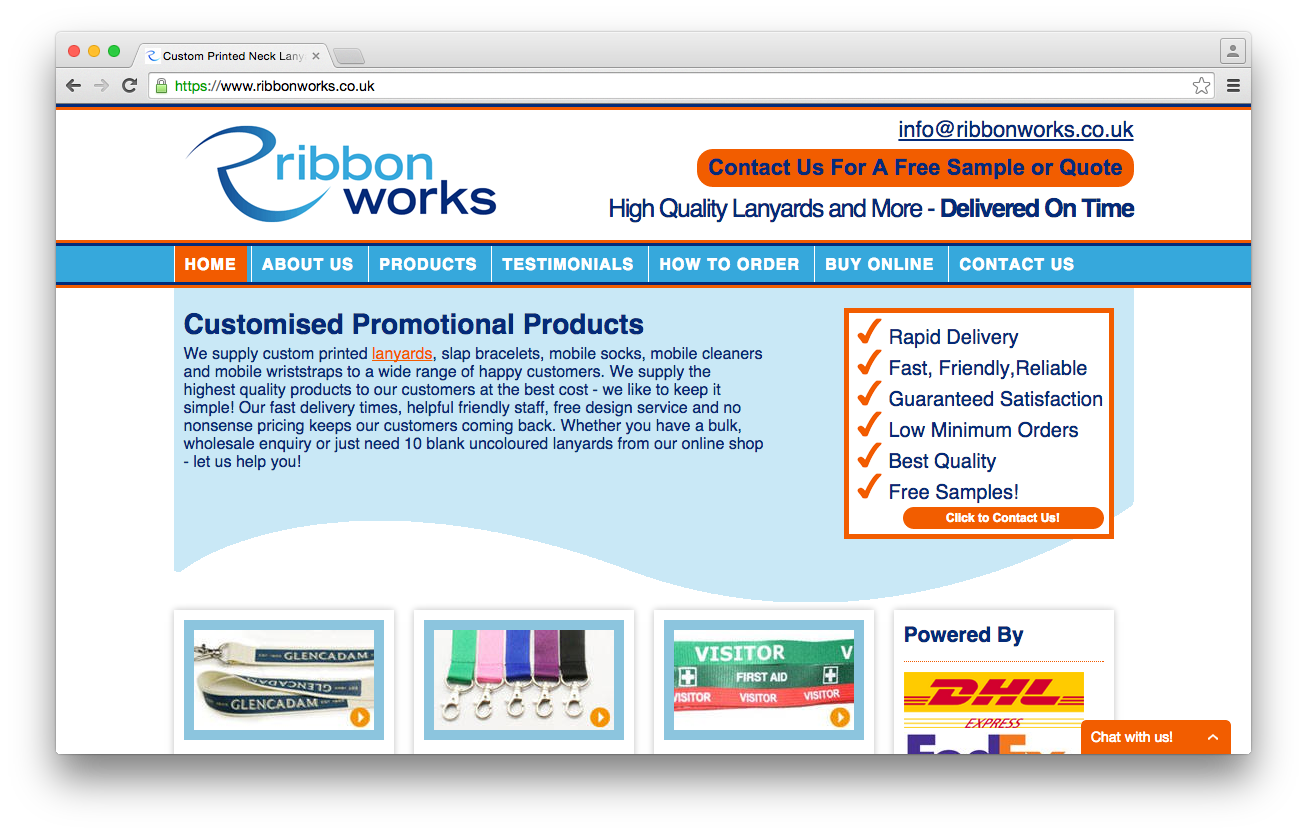 Custom Printed Neck Lany
https://www.ribbonworks.co.uk
ribbon
works
info@ribbonworks.co.uk
Contact Us For A Free Sample or Quote
High Quality Lanyards and More - Delivered On Time
HOME
ABOUT US
PRODUCTS
TESTIMONIALS
HOW TO ORDER
BUY ONLINE
CONTACT US
Customised Promotional Products
We supply custom printed lanyards, slap bracelets, mobile socks, mobile cleaners
and mobile wriststraps to a wide range of happy customers. We supply the
highest quality products to our customers at the best cost - we like to keep it
simple! Our fast delivery times, helpful friendly staff, free design service and no
nonsense pricing keeps our customers coming back. Whether you have a bulk,
wholesale enquiry or just need 10 blank uncoloured lanyards from our online shop
- let us help you!
Rapid Delivery
Fast, Friendly,Reliable
Guaranteed Satisfaction
Low Minimum Orders
Best Quality
Free Samples!
Click to Contact Us!
GLENCADAM
GLENCADAM
GLENCADAM
VISITOR V
FIRST AID
VISITOR VISITOR VISITOR
Powered By
DHL
EXPRESS
FedEx
Chat with us!